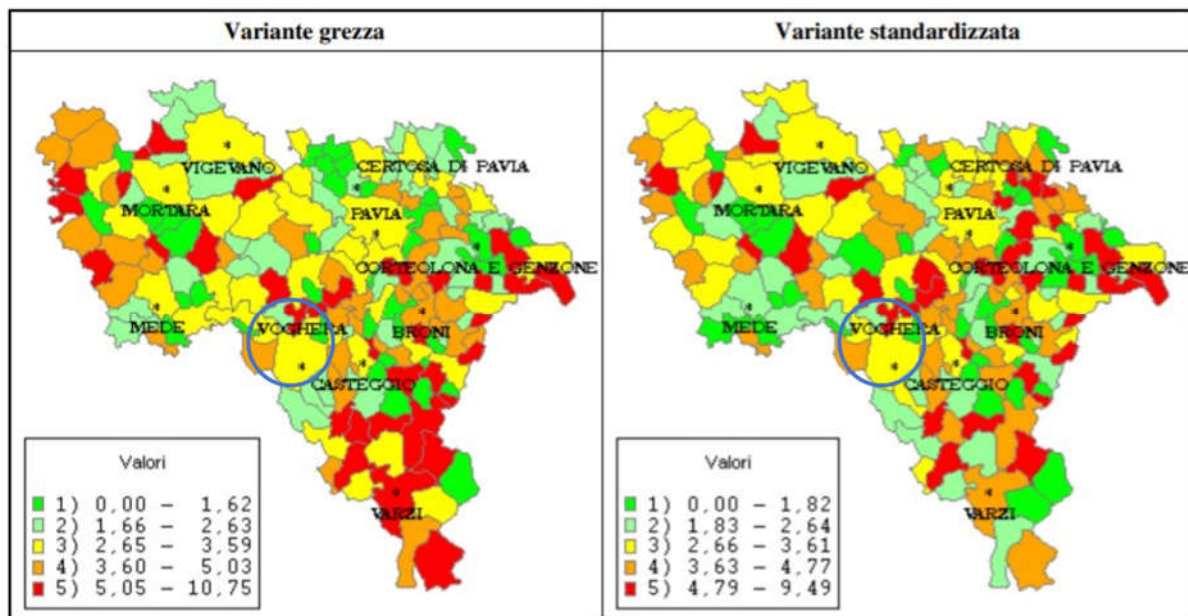 Variante grezza
VIGEVANO
CERTOSA DI PAVIA
MORTARA
PAVIA
CORTEOLONA E GENZONE
MEDE
VOGHERA
BRONI
CASTEGGIO
VARZI
Valori
1) 0,00 – 1,62
2) 1,66 – 2,63
3) 2,65 – 3,59
4) 3,60 – 5,03
5) 5,05 – 10,75
Variante standardizzata
VIGEVANO
CERTOSA DI PAVIA
MORTARA
PAVIA
CORTEOLONA E GENZONE
MEDE
VOGHERA
BRONI
CASTEGGIO
VARZI
Valori
1) 0,00 – 1,82
2) 1,83 – 2,64
3) 2,66 – 3,61
4) 3,63 – 4,77
5) 4,79 – 9,49